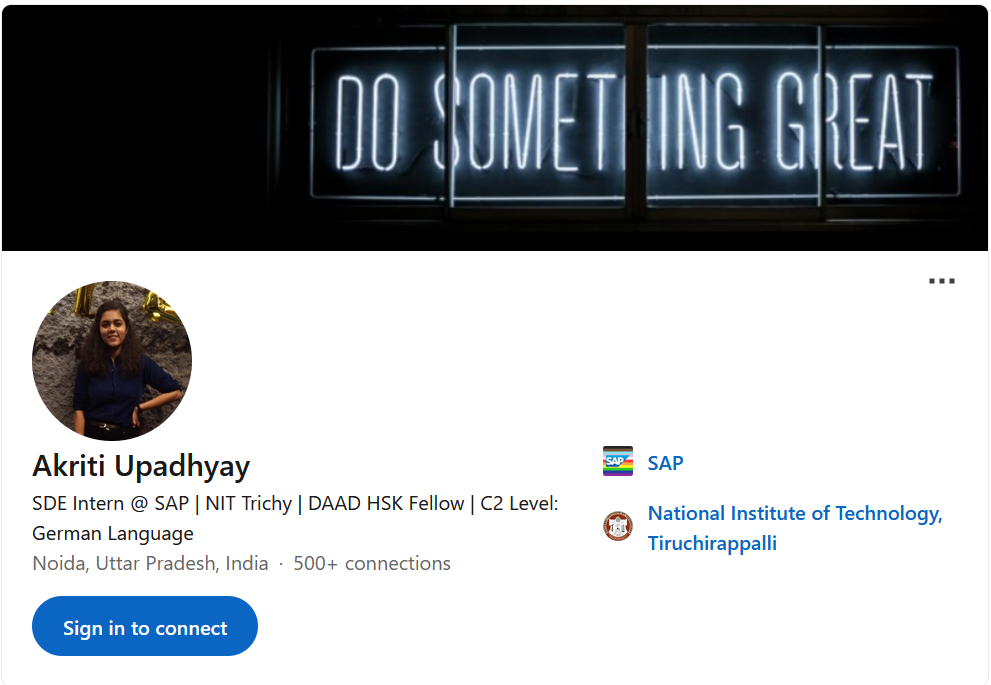 DO SOMETHING GREAT
Akriti Upadhyay
SDE Intern @ SAP | NIT Trichy | DAAD HSK Fellow | C2 Level:
German Language
Noida, Uttar Pradesh, India · 500+ connections
Sign in to connect
SAP
SAP
National Institute of Technology,
Tiruchirappalli